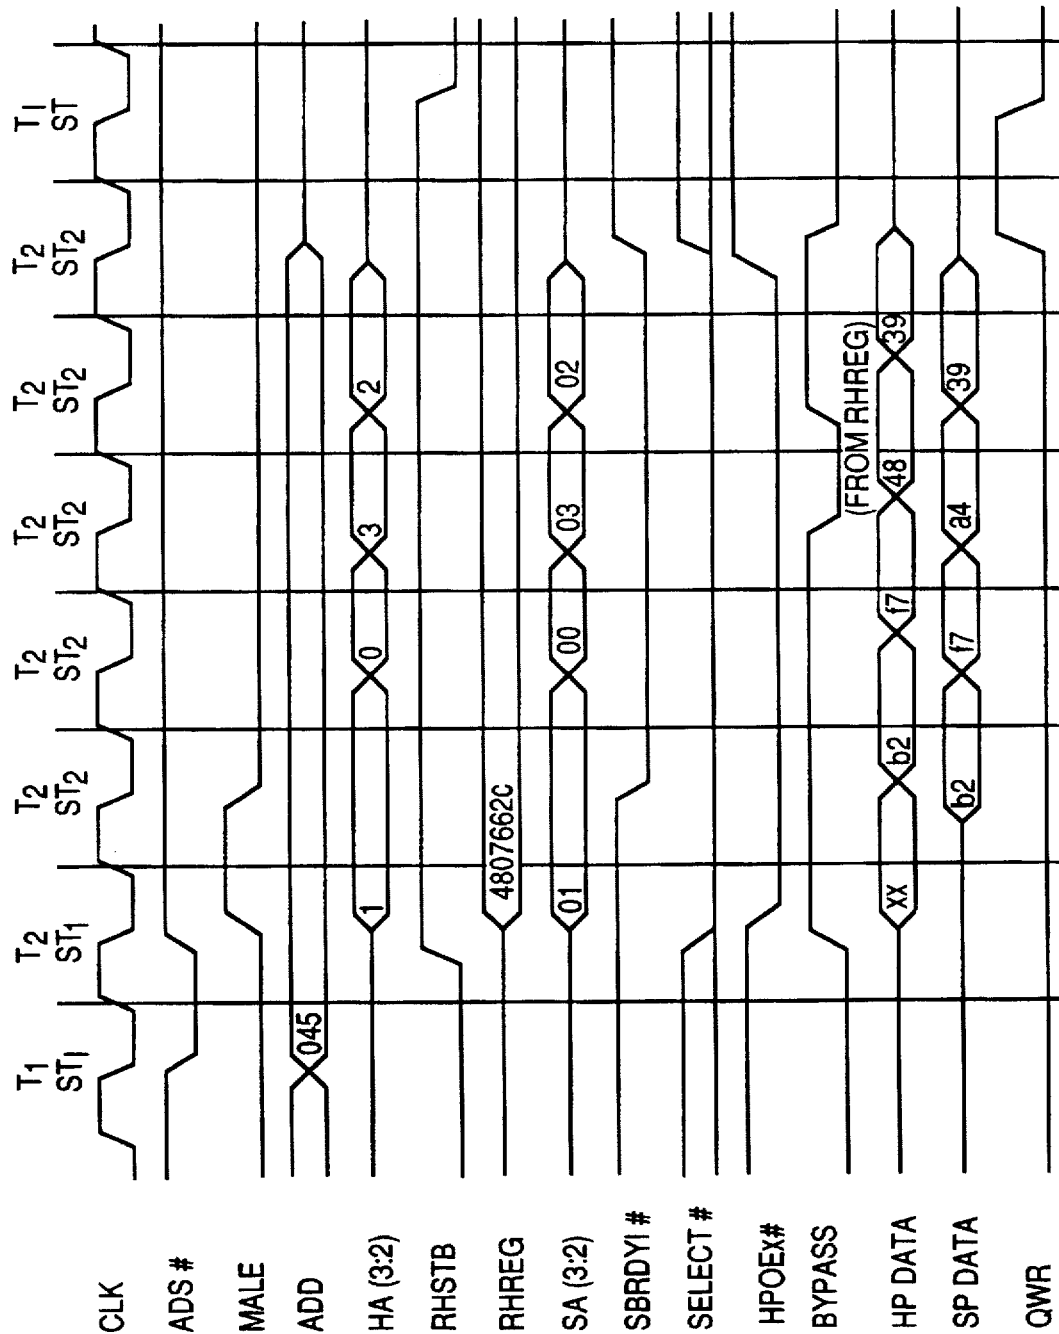 T1 T2 T2 T2 T2 T2 T2 TI
ST1 ST1 ST2 ST2 ST2 ST2 ST2 ST
CLK
ADS #
MALE
ADD 045
HA (3:2) 1 0 3 2
RHSTB
RHREG 4807662C
SA (3:2) 01 00 03 02
SBRDYI #
SELECT #
HPOEx#
BYPASS
(FROM RHREG)
HP DATA XX b2 f7 48 39
SP DATA b2 f7 a4 39
QWR